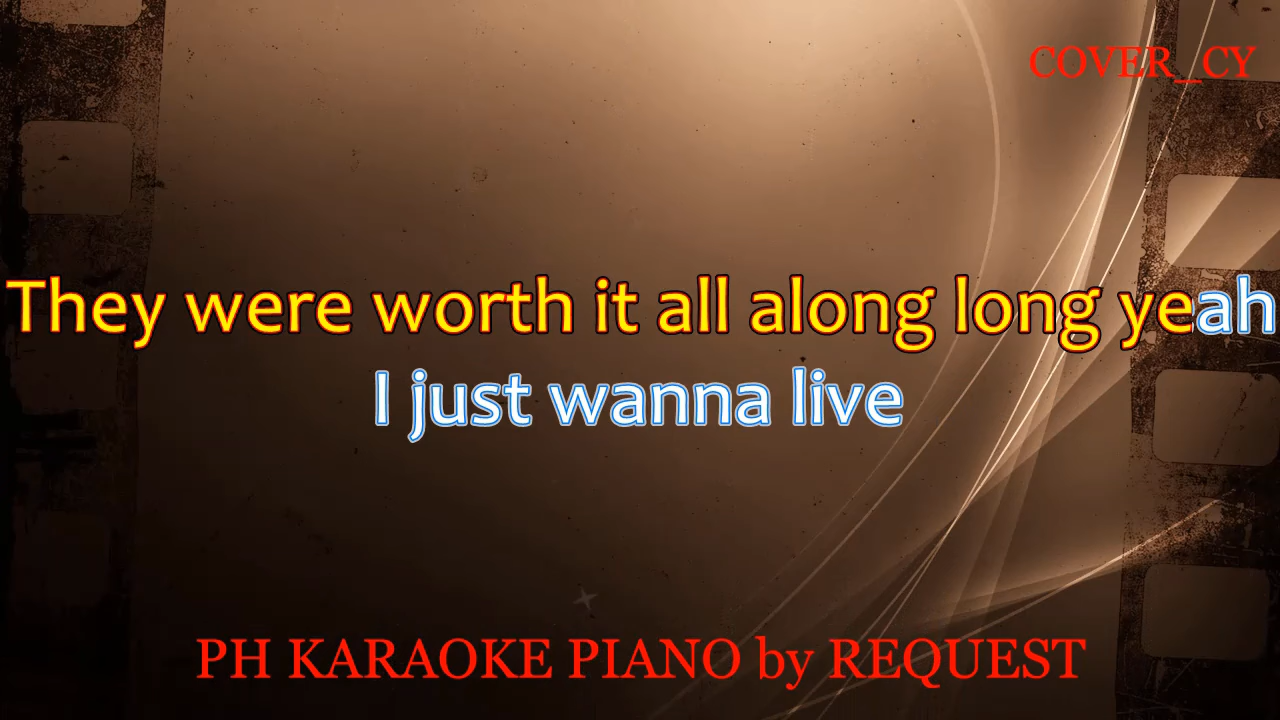 COVER_CY
They were worth it all along long yeah
I just wanna live
PH KARAOKE PIANO by REQUEST